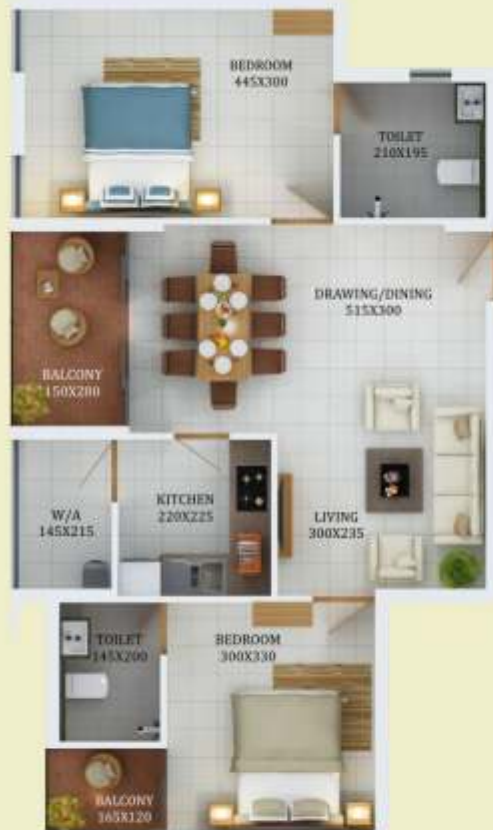 BEDROOM
445X300
TOILET
210X195
DRAWING/DINING
515X300
BALCONY
150X280
W/A
145X215
KITCHEN
220X225
LIVING
300X235
TOILET
145X200
BEDROOM
300X330
BALCONY
165X120